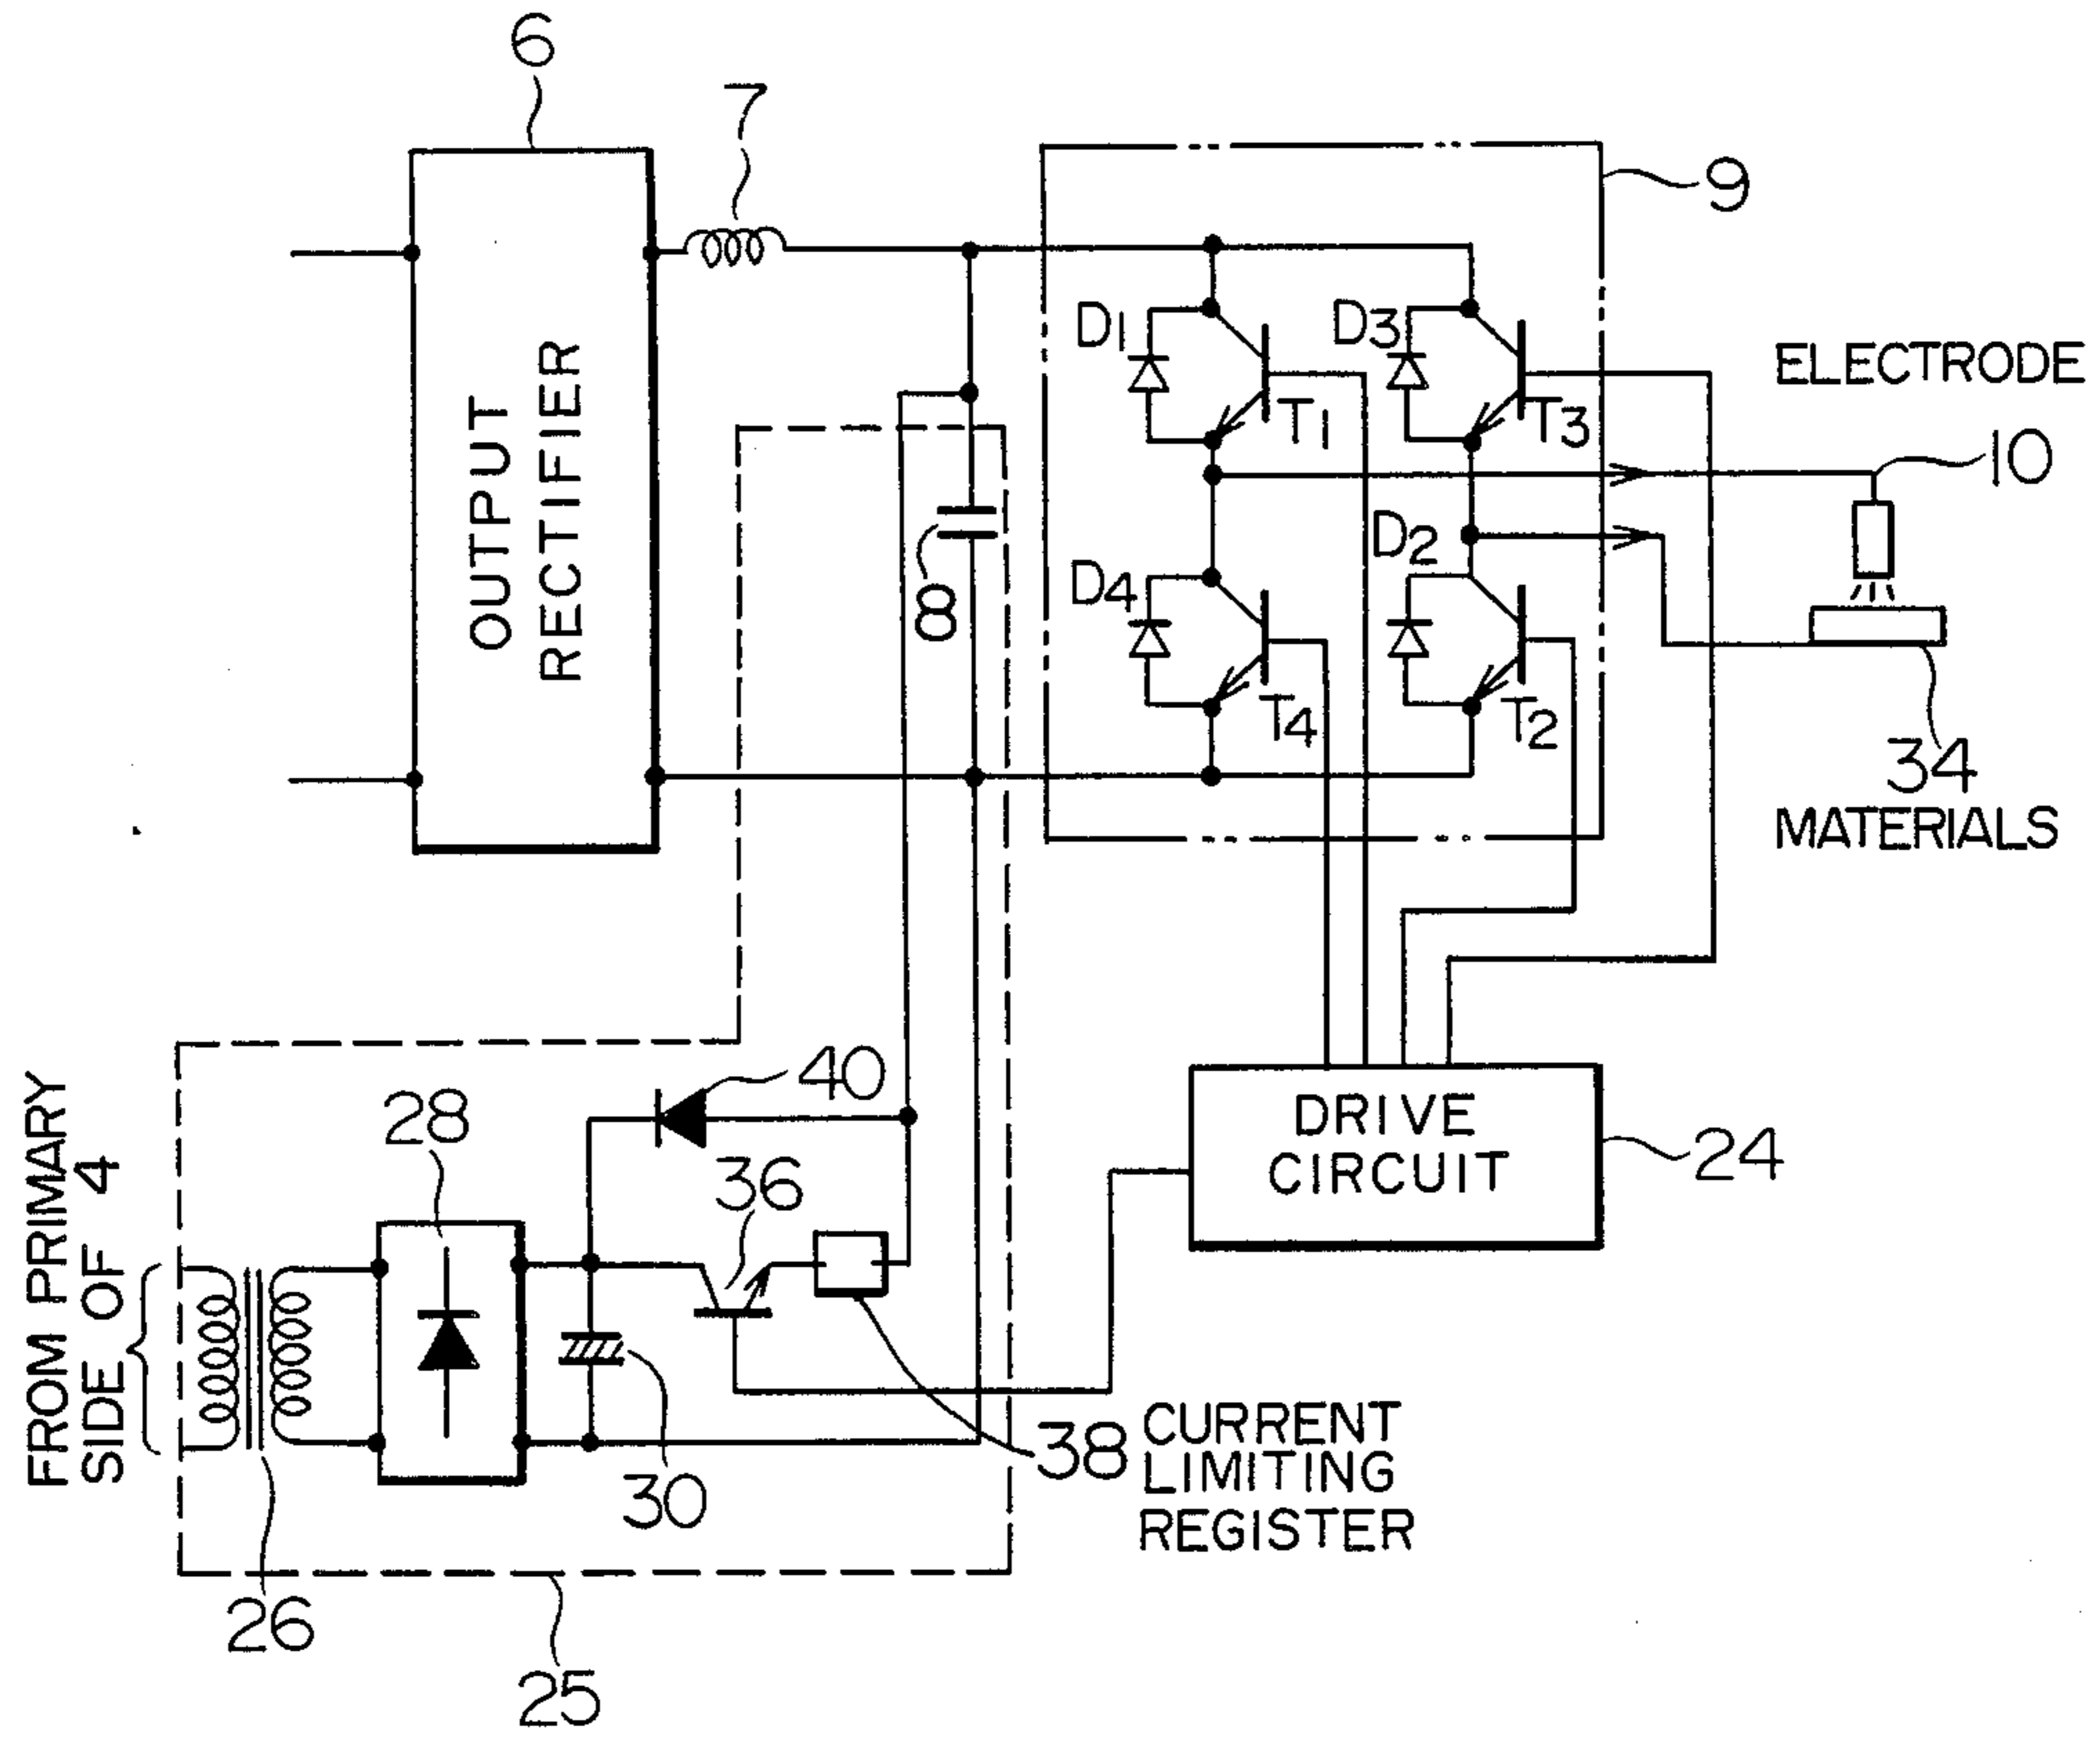 6
7
9
OUTPUT
RECTIFIER
D1
D3
T1
T3
ELECTRODE
10
8
D4
D2
T4
T2
34
MATERIALS
40
28
36
DRIVE
CIRCUIT
24
FROM PRIMARY
SIDE OF 4
30
38 CURRENT
LIMITING
REGISTER
26
25